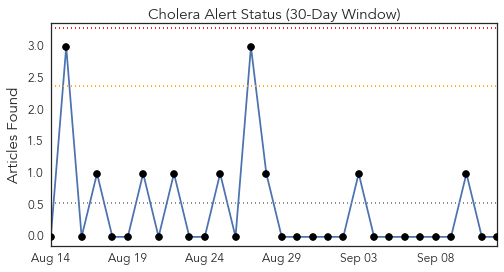 Cholera Alert Status (30-Day Window)
Articles Found
3.0
2.5
2.0
1.5
1.0
0.5
0.0
Aug 14 Aug 19 Aug 24 Aug 29 Sep 03 Sep 08